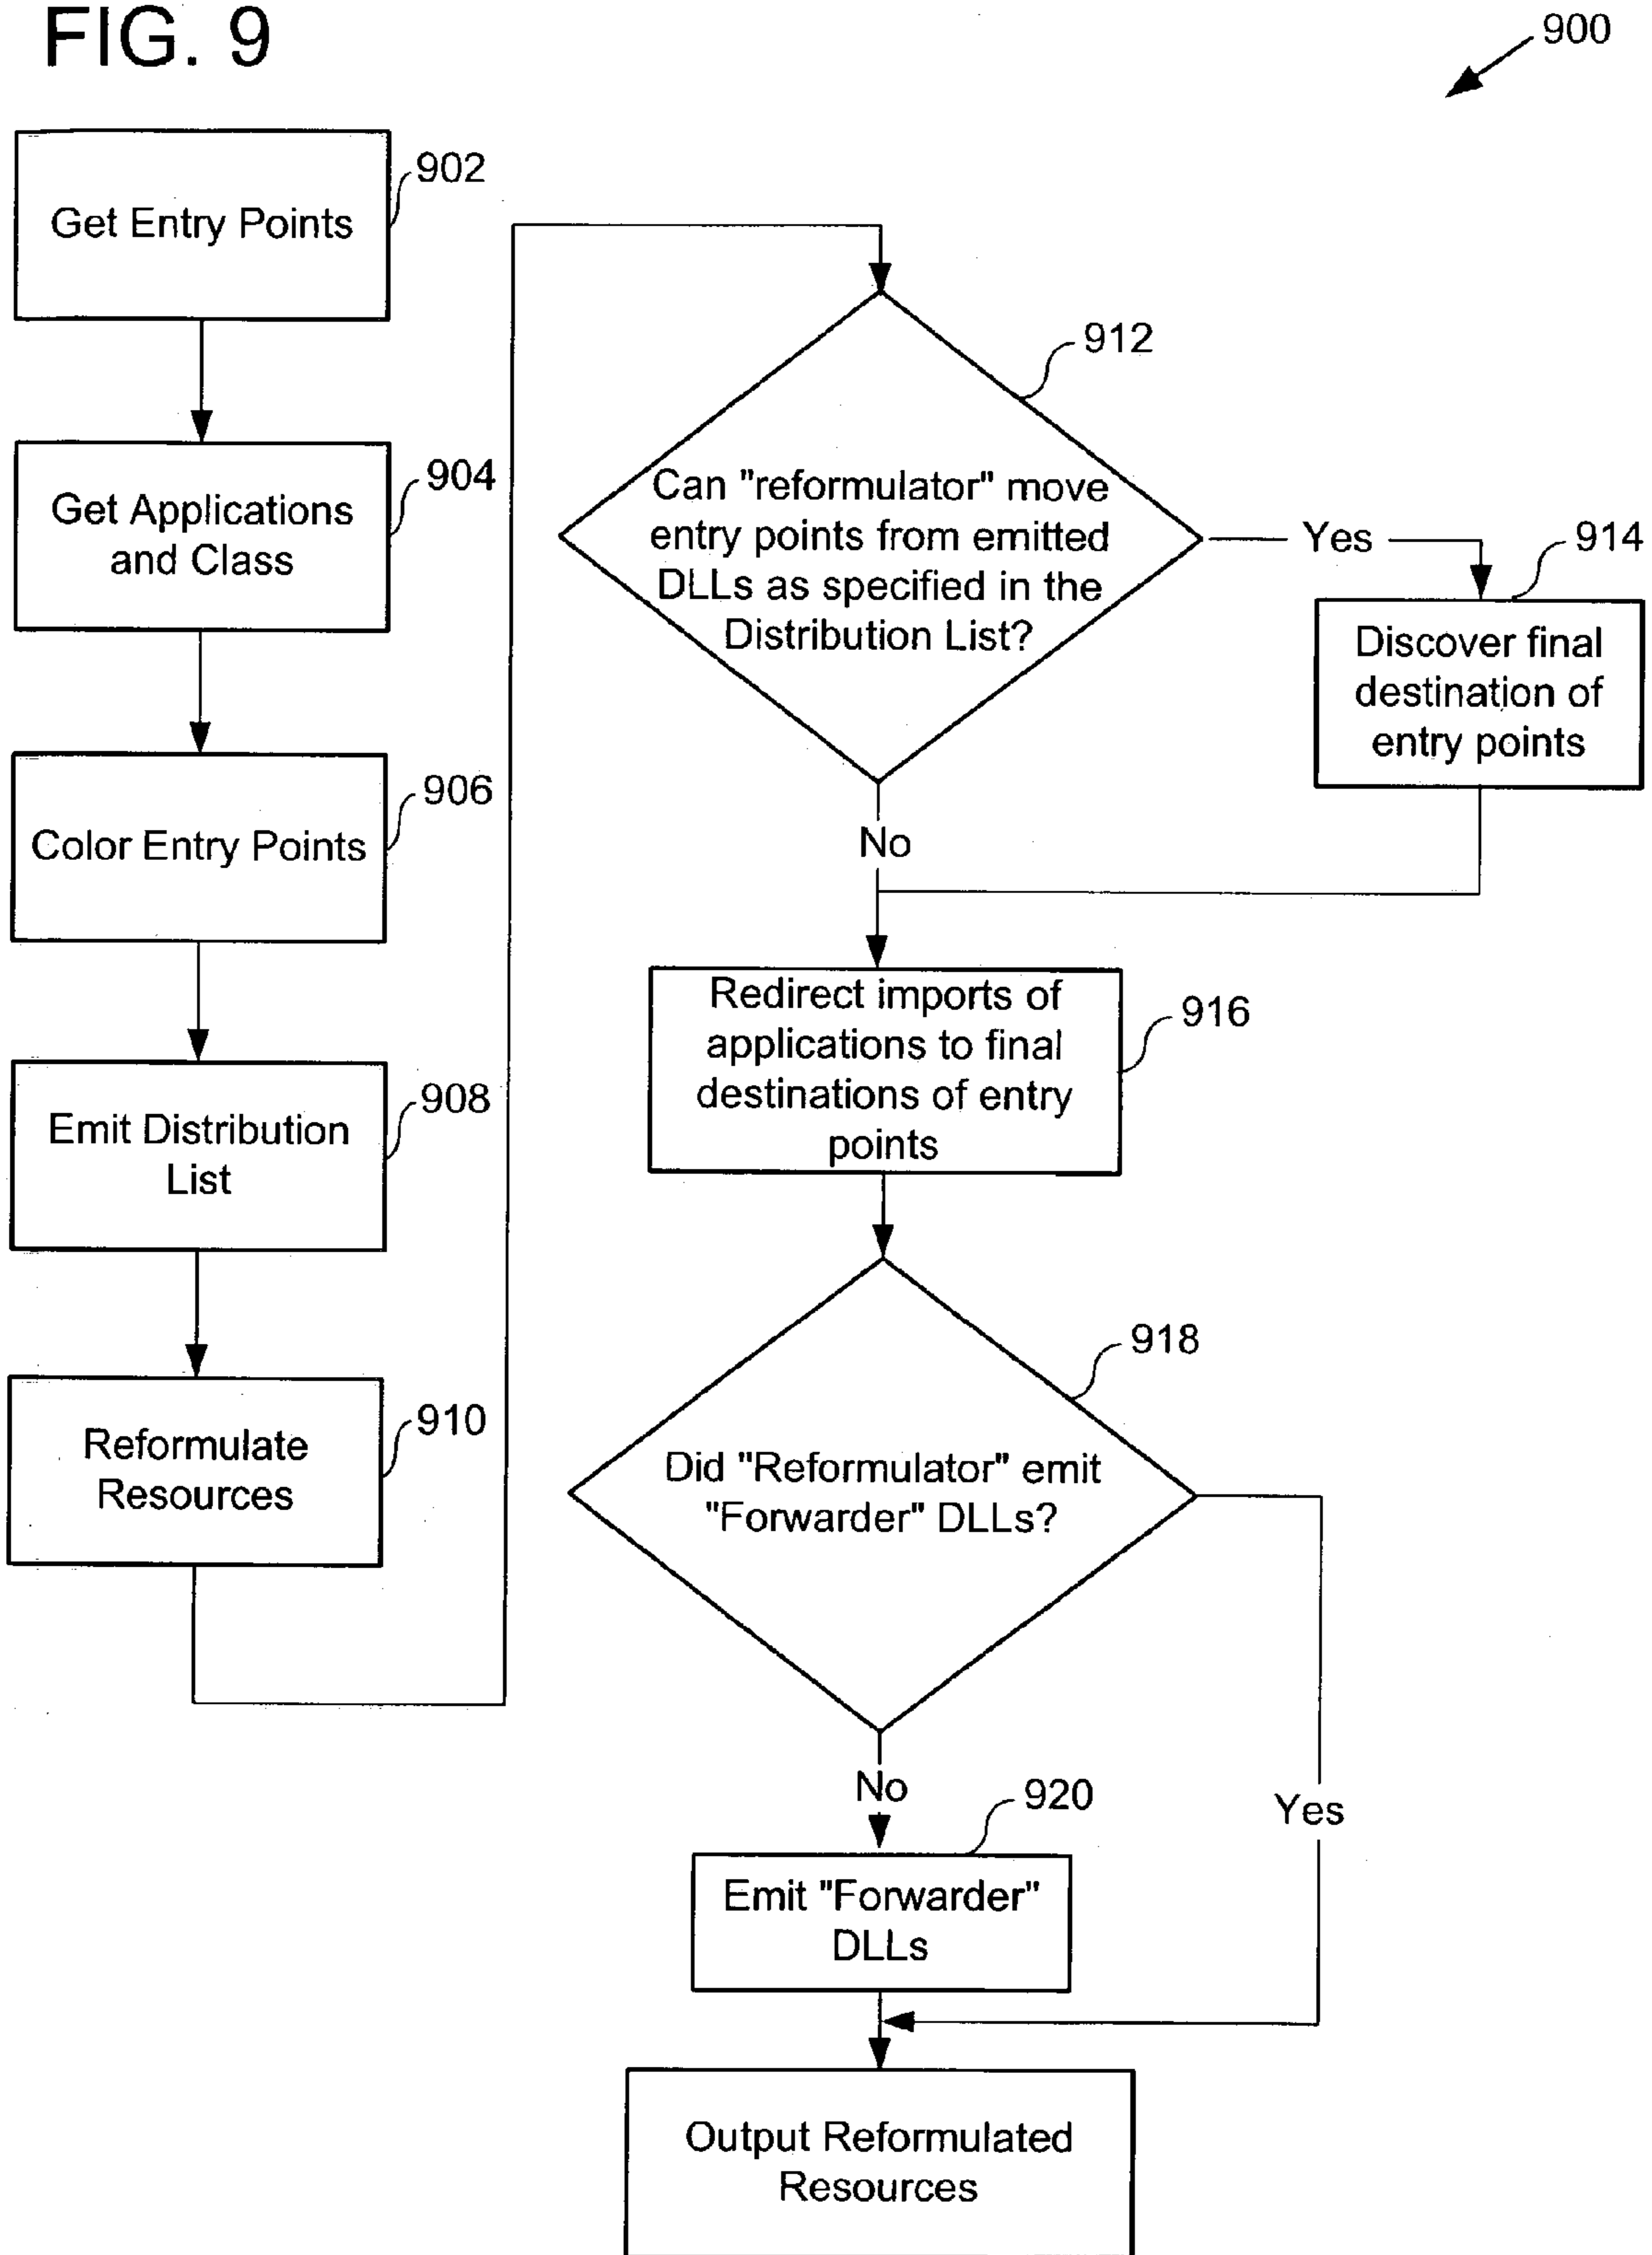 FIG. 9
900
Get Entry Points
902
Get Applications
and Class
904
Color Entry Points
906
Emit Distribution
List
908
Reformulate
Resources
910
Can "reformulator" move
entry points from emitted
DLLs as specified in the
Distribution List?
912
Yes
914
Discover final
destination of
entry points
No
Redirect imports of
applications to final
destinations of entry
points
916
Did "Reformulator" emit
"Forwarder" DLLs?
918
No
Yes
920
Emit "Forwarder"
DLLs
Output Reformulated
Resources